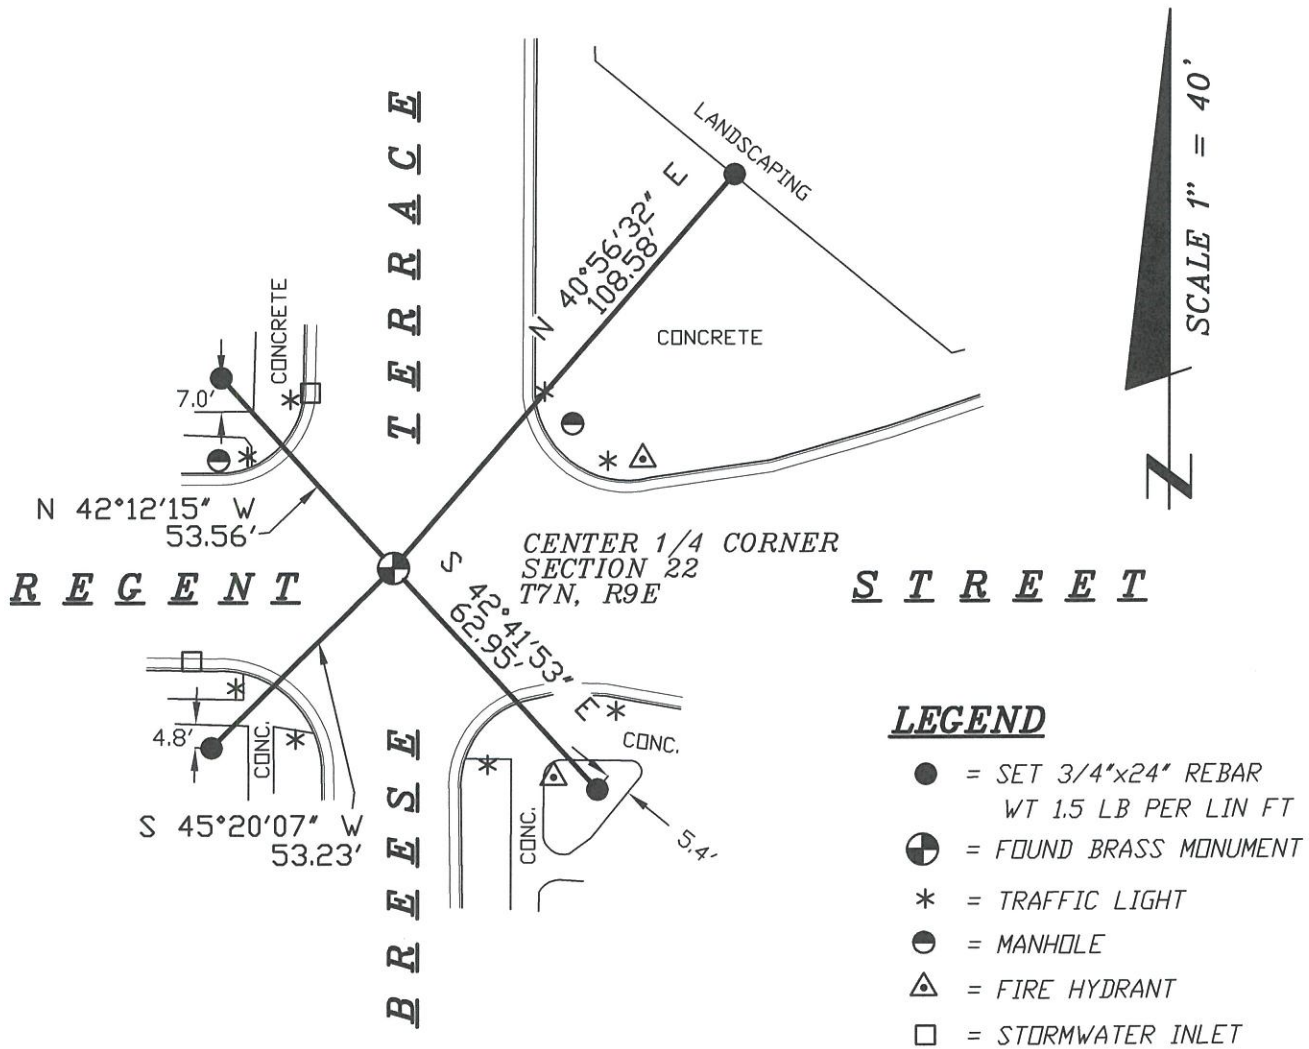 TERRACE
LANDSCAPING
SCALE 1" = 40'
N 40°56'32" E
108.58'
CONCRETE
CONCRETE
7.0'
N 42°12'15" W
53.56'
CENTER 1/4 CORNER
SECTION 22
T7N, R9E
REGENT STREET
S 42°41'53" E
62.95'
4.8'
CONC.
CONC.
CONC.
S 45°20'07" W
53.23'
5.4'
BREESE
N
LEGEND
= SET 3/4"x24" REBAR
WT 1.5 LB PER LIN FT
= FOUND BRASS MONUMENT
= TRAFFIC LIGHT
= MANHOLE
= FIRE HYDRANT
= STORMWATER INLET